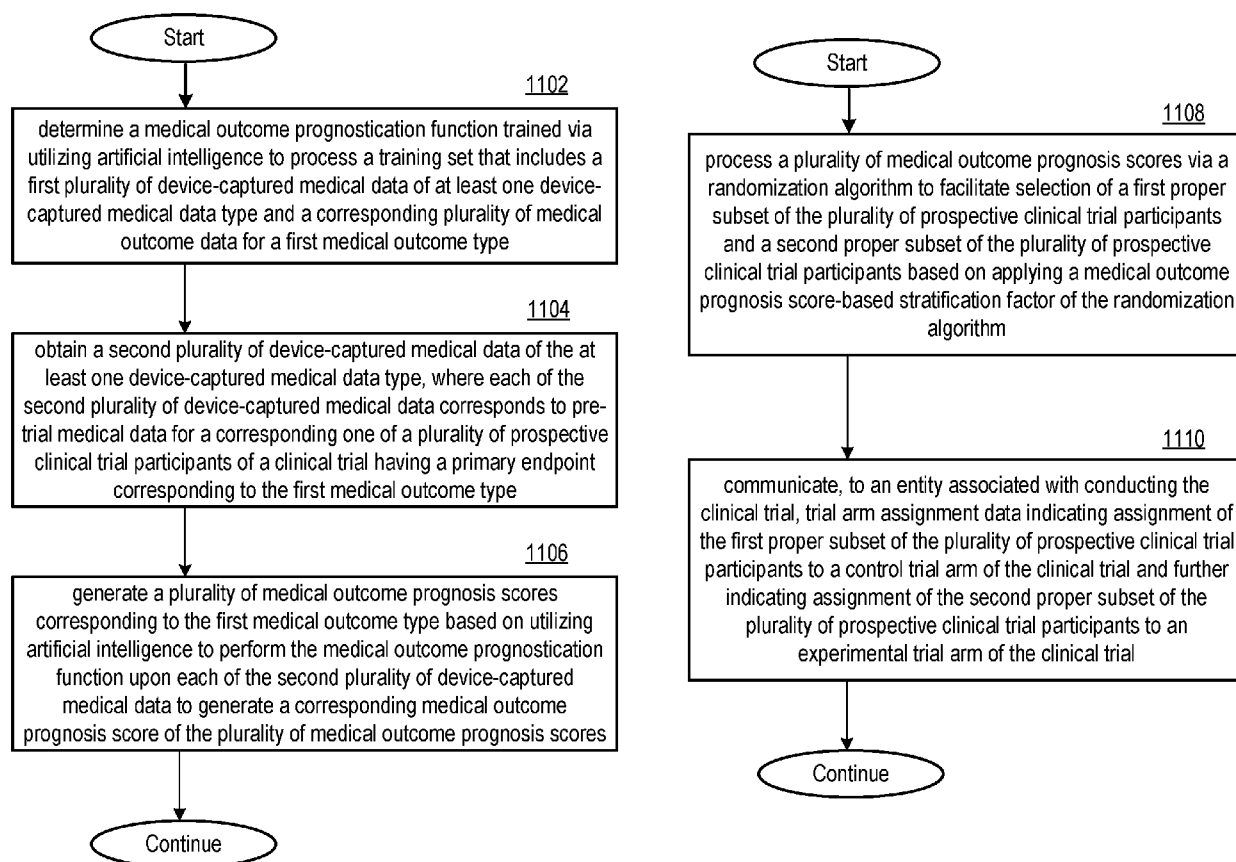 Start
1102
determine a medical outcome prognostication function trained via
utilizing artificial intelligence to process a training set that includes a
first plurality of device-captured medical data of at least one device-
captured medical data type and a corresponding plurality of medical
outcome data for a first medical outcome type
1104
obtain a second plurality of device-captured medical data of the at
least one device-captured medical data type, where each of the
second plurality of device-captured medical data corresponds to pre-
trial medical data for a corresponding one of a plurality of prospective
clinical trial participants of a clinical trial having a primary endpoint
corresponding to the first medical outcome type
1106
generate a plurality of medical outcome prognosis scores
corresponding to the first medical outcome type based on utilizing
artificial intelligence to perform the medical outcome prognostication
function upon each of the second plurality of device-captured
medical data to generate a corresponding medical outcome
prognosis score of the plurality of medical outcome prognosis scores
Continue
Start
1108
process a plurality of medical outcome prognosis scores via a
randomization algorithm to facilitate selection of a first proper
subset of the plurality of prospective clinical trial participants
and a second proper subset of the plurality of prospective
clinical trial participants based on applying a medical outcome
prognosis score-based stratification factor of the randomization
algorithm
1110
communicate, to an entity associated with conducting the
clinical trial, trial arm assignment data indicating assignment of
the first proper subset of the plurality of prospective clinical trial
participants to a control trial arm of the clinical trial and further
indicating assignment of the second proper subset of the
plurality of prospective clinical trial participants to an
experimental trial arm of the clinical trial
Continue